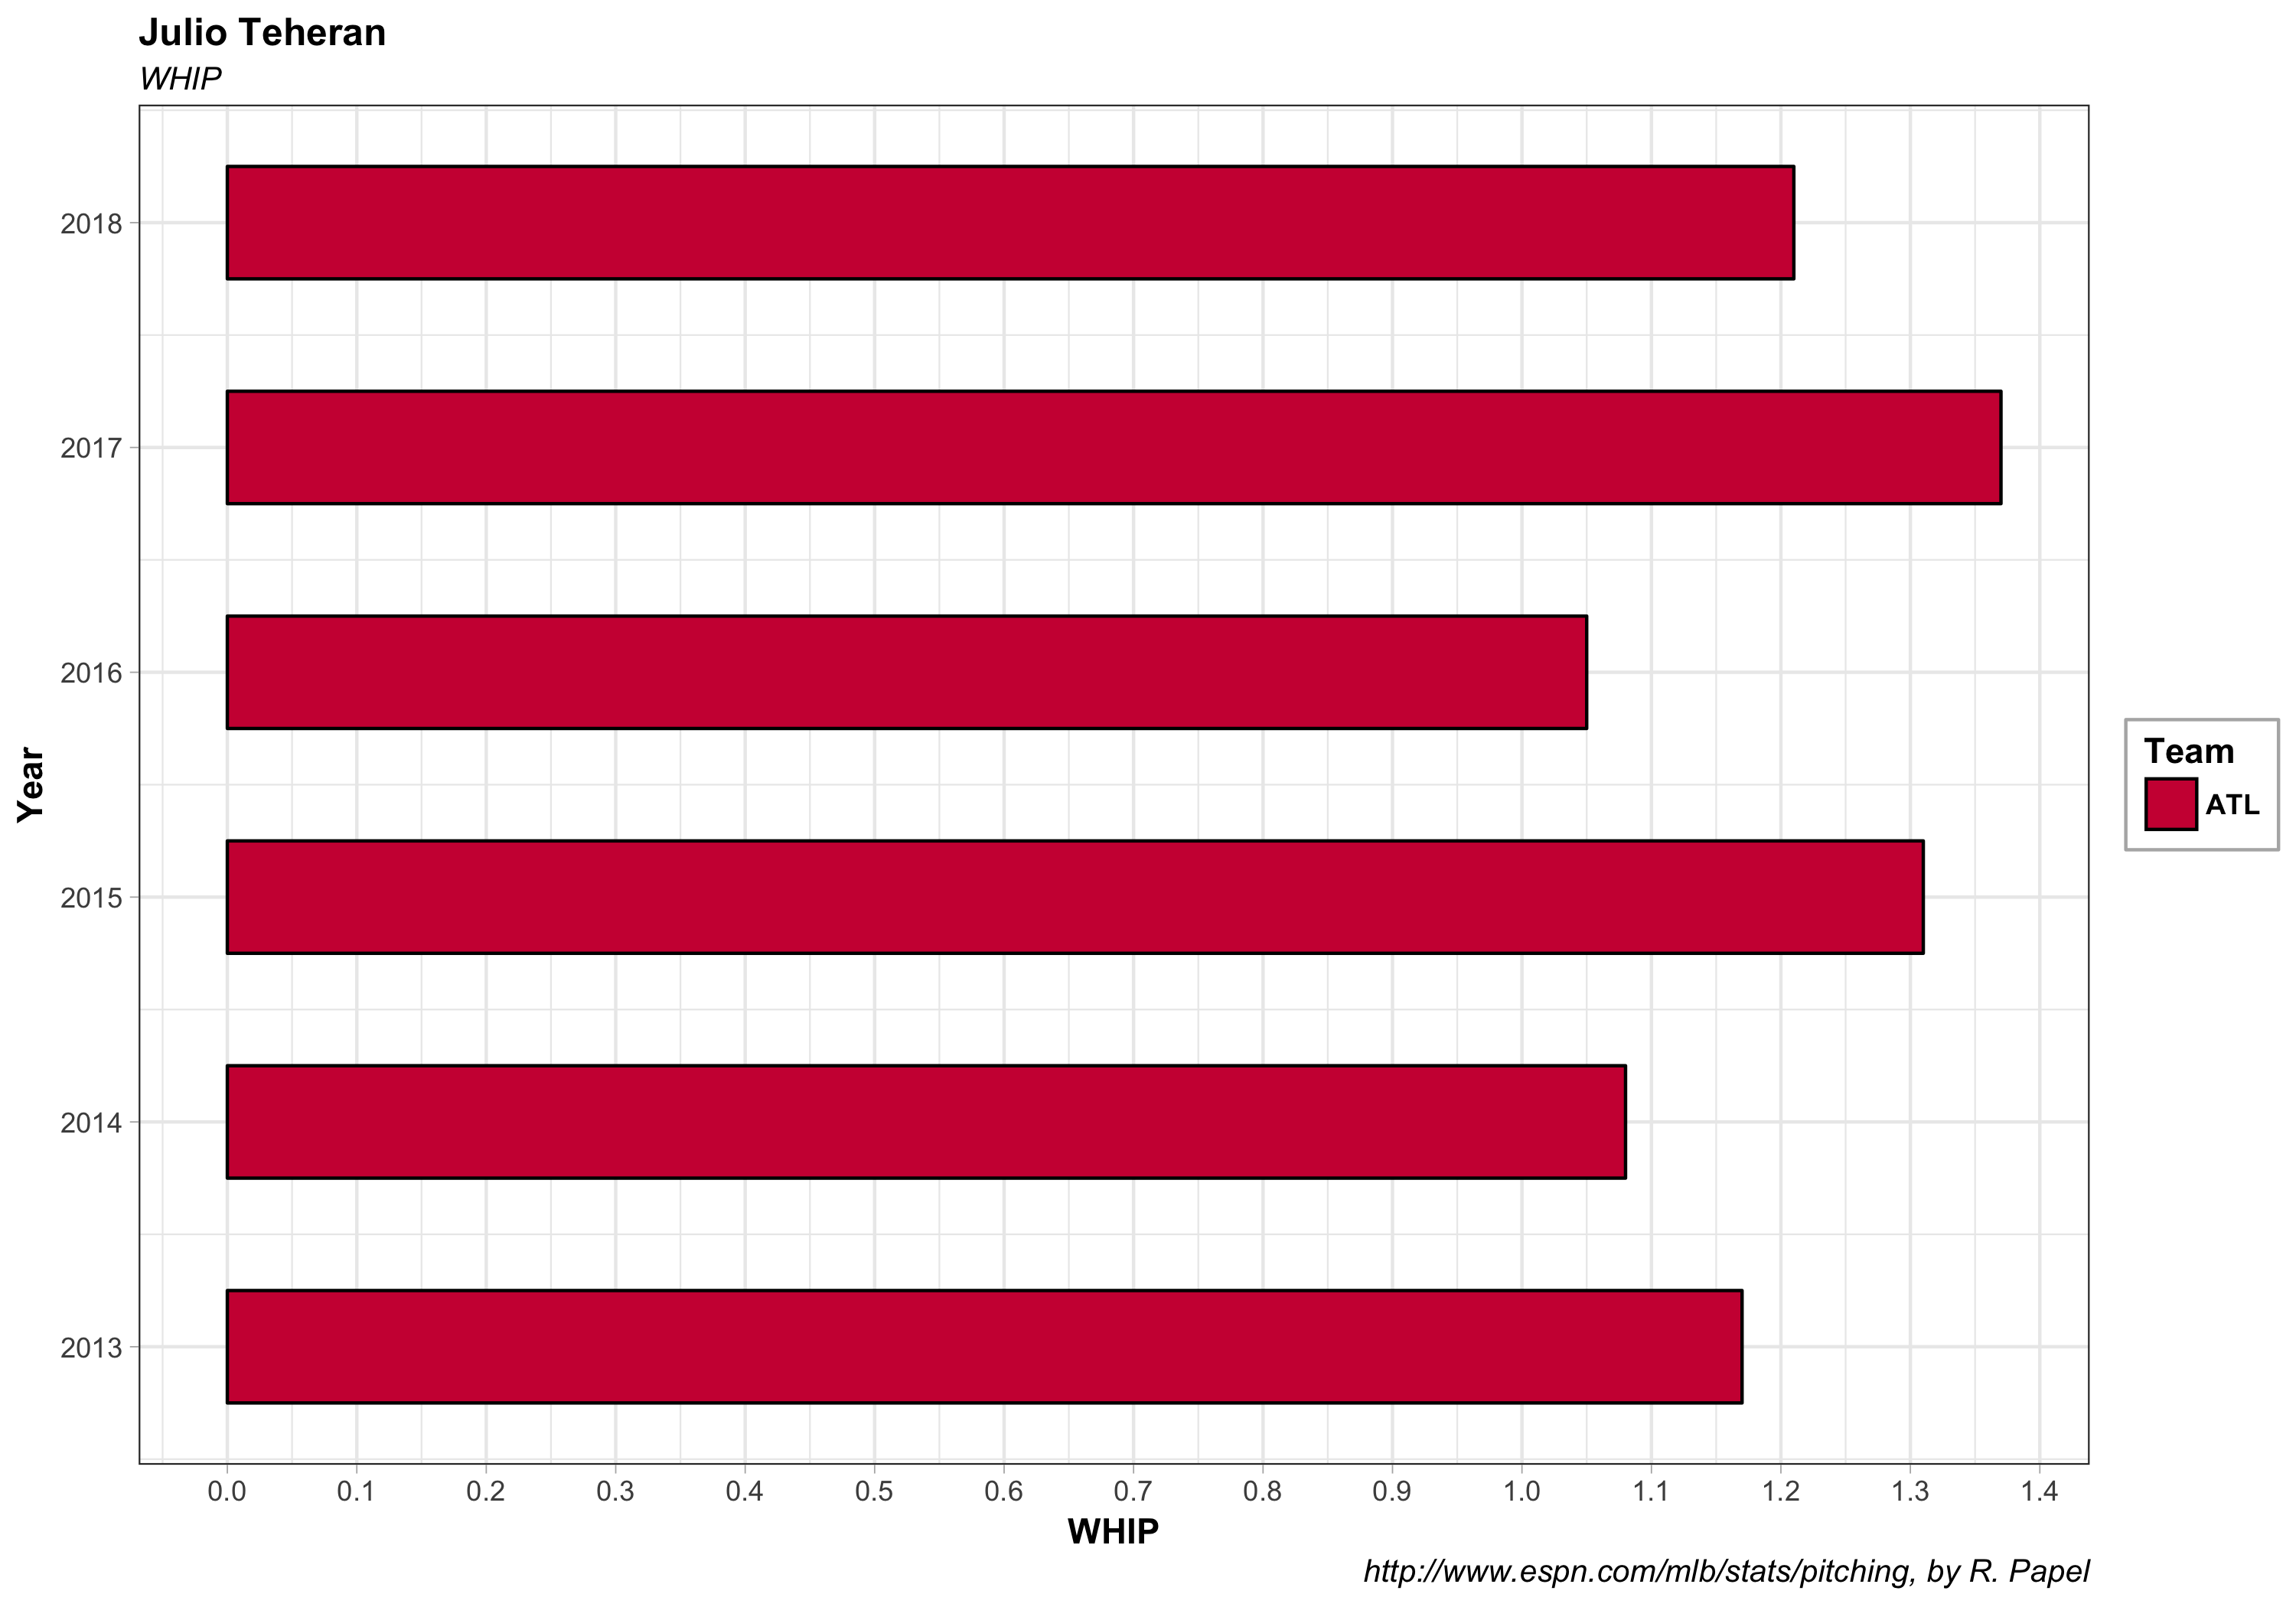 Julio Teheran
WHIP
2018
2017
2016
2015
2014
2013
Year
0.0 0.1 0.2 0.3 0.4 0.5 0.6 0.7 0.8 0.9 1.0 1.1 1.2 1.3 1.4
WHIP
Team
ATL
http://www.espn.com/mlb/stats/pitching, by R. Papel